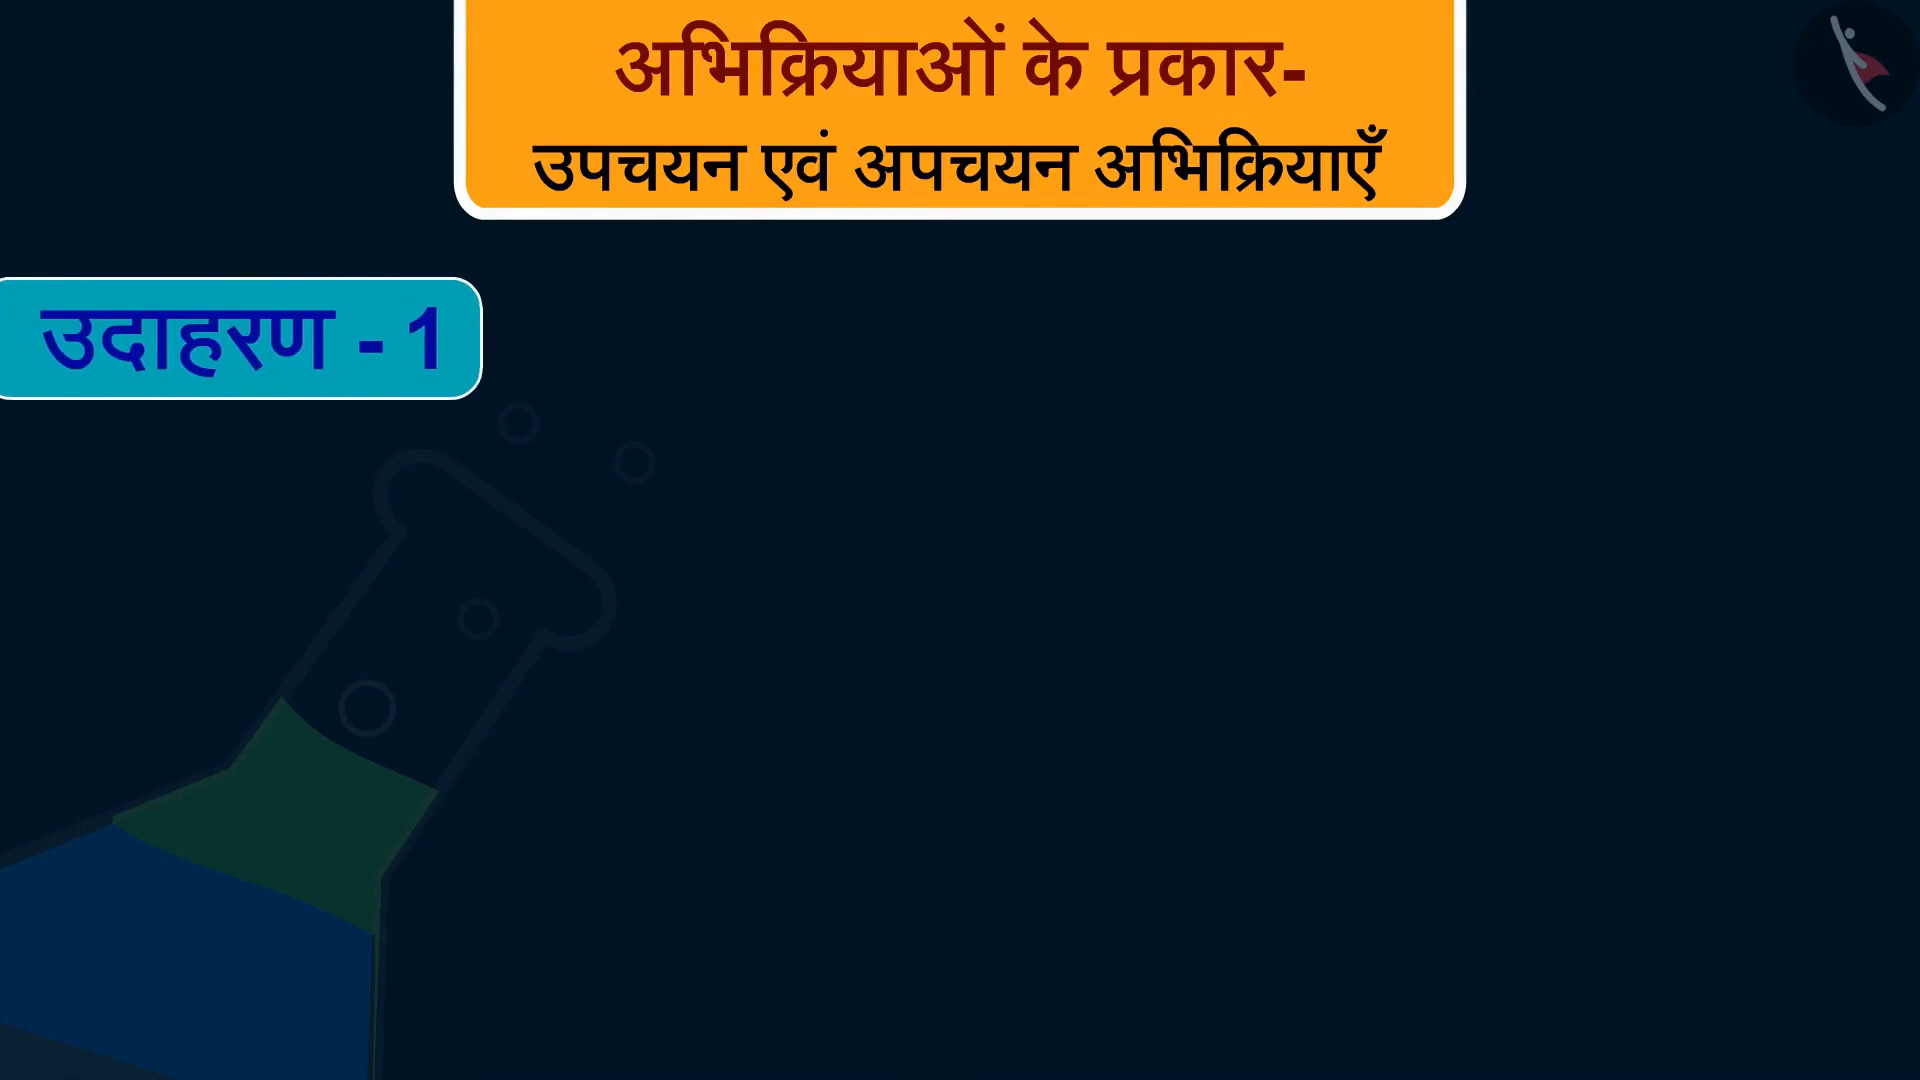 अभिक्रियाओं के प्रकार-
उपचयन एवं अपचयन अभिक्रियाएँ
उदाहरण - 1